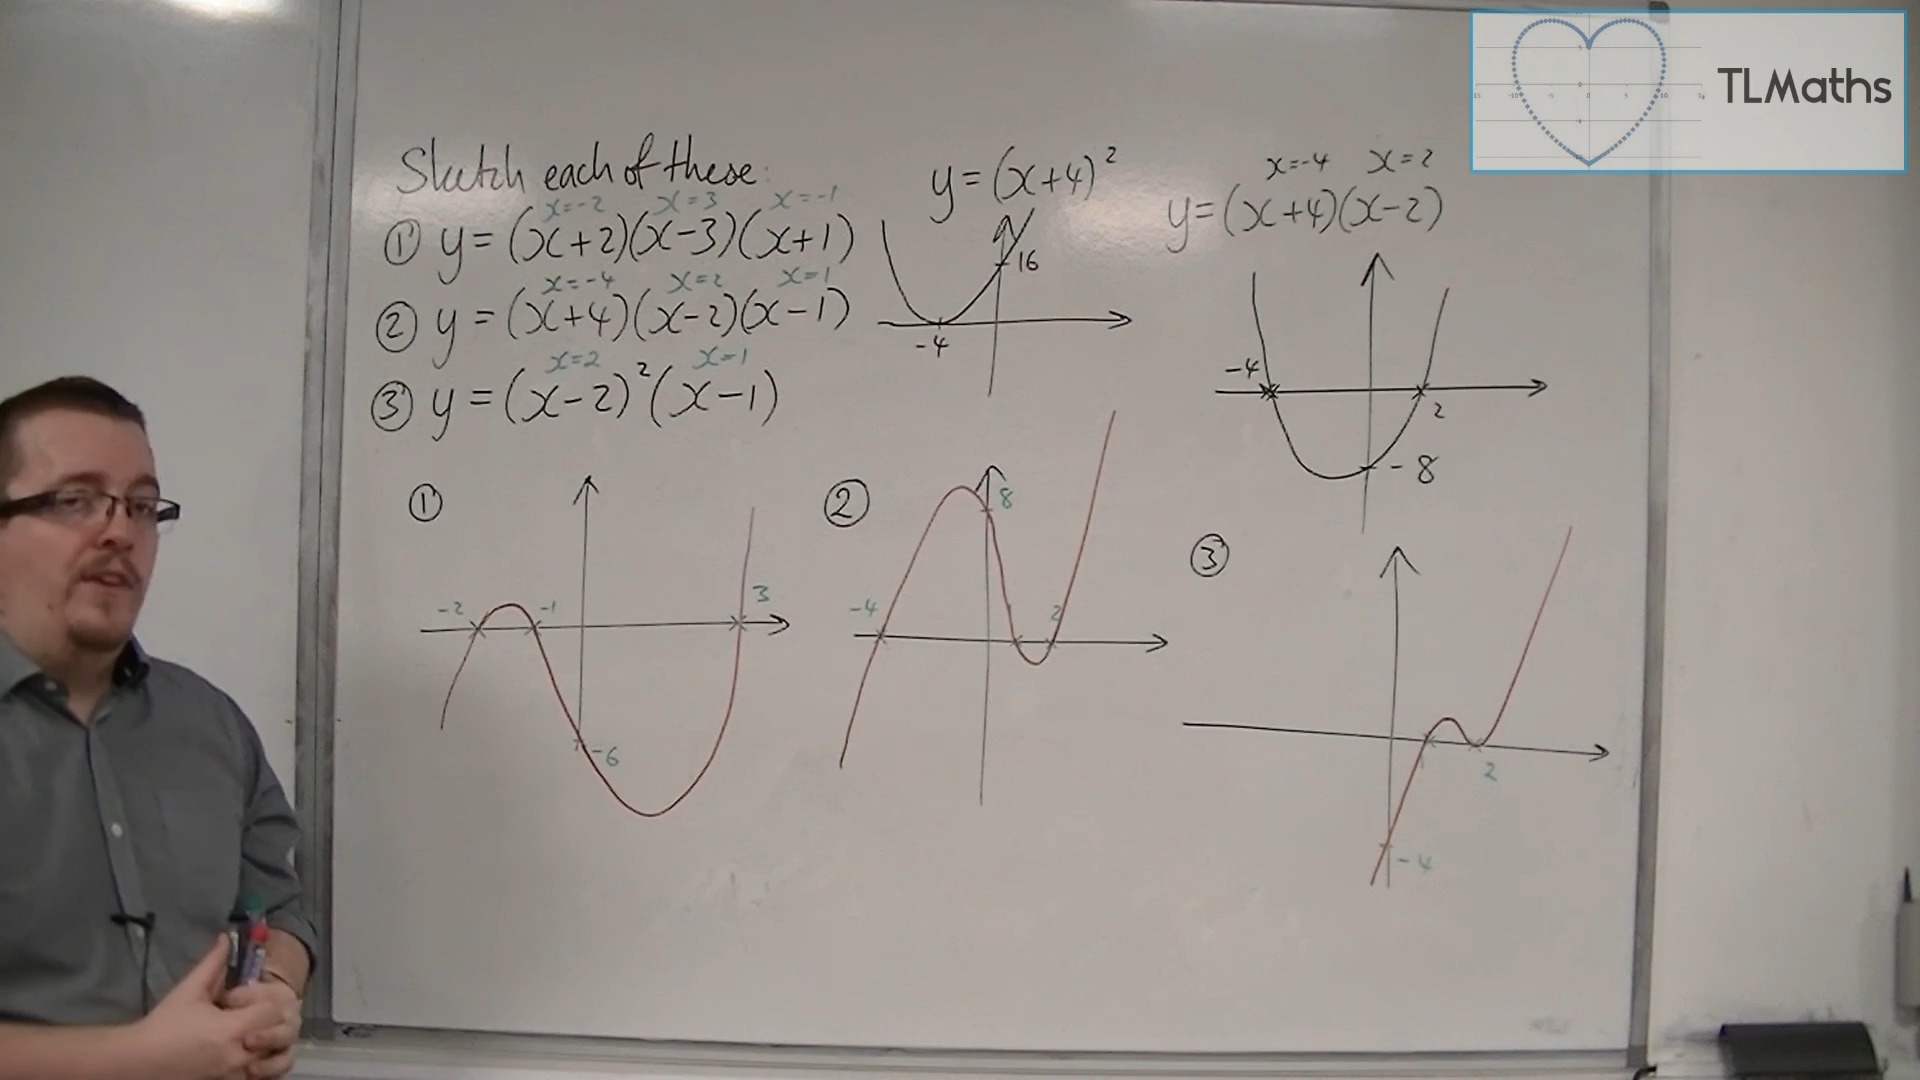 TLMaths
Sketch each of these:
x=-2 x=3 x=-1
① y=(x+2)(x-3)(x+1)
x=-4 x=2 x=1
② y=(x+4)(x-2)(x-1)
x=2 x=1
③ y=(x-2)²(x-1)
y=(x+4)²
16
-4
x=-4 x=2
y=(x+4)(x-2)
-4
2
-8
①
-2 -1 3
-6
②
8
-4 2
③
1 2
-4